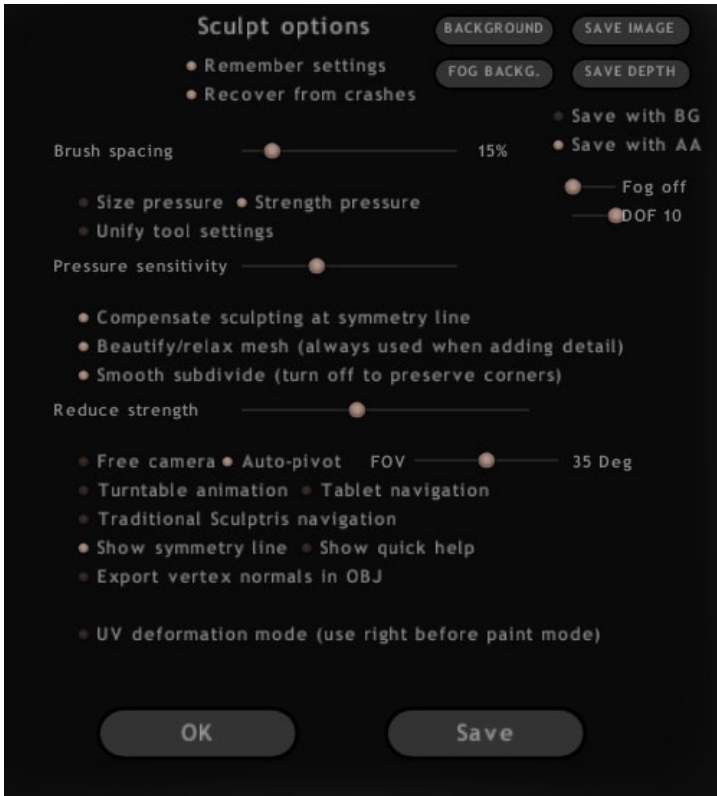 Sculpt options
BACKGROUND SAVE IMAGE
Remember settings
FOG BACKG. SAVE DEPTH
Recover from crashes
Save with BG
Save with AA
Brush spacing 15%
Fog off
Size pressure Strength pressure
DOF 10
Unify tool settings
Pressure sensitivity
Compensate sculpting at symmetry line
Beautify/relax mesh (always used when adding detail)
Smooth subdivide (turn off to preserve corners)
Reduce strength
Free camera Auto-pivot FOV 35 Deg
Turntable animation Tablet navigation
Traditional Sculptris navigation
Show symmetry line Show quick help
Export vertex normals in OBJ
UV deformation mode (use right before paint mode)
OK Save